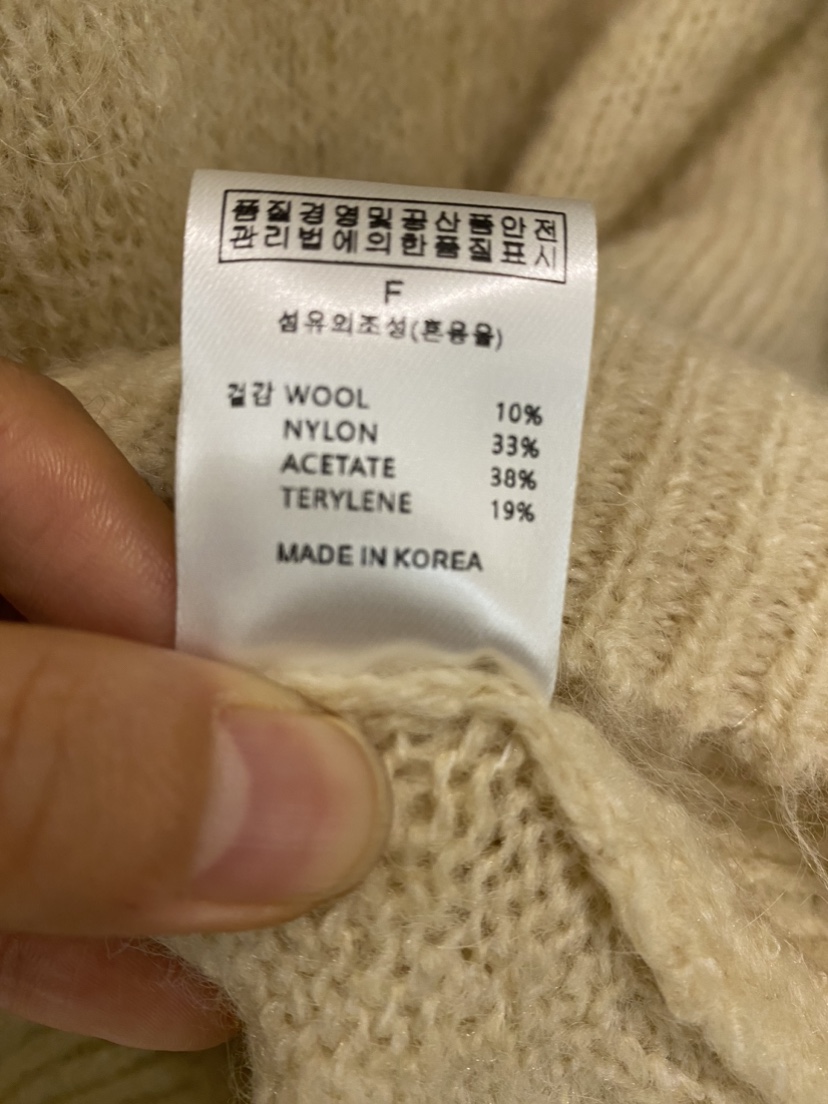 품질경영및공산품안전
관리법에의한품질표시
F
섬유의조성(혼용율)
겉감 WOOL 10%
NYLON 33%
ACETATE 38%
TERYLENE 19%
MADE IN KOREA